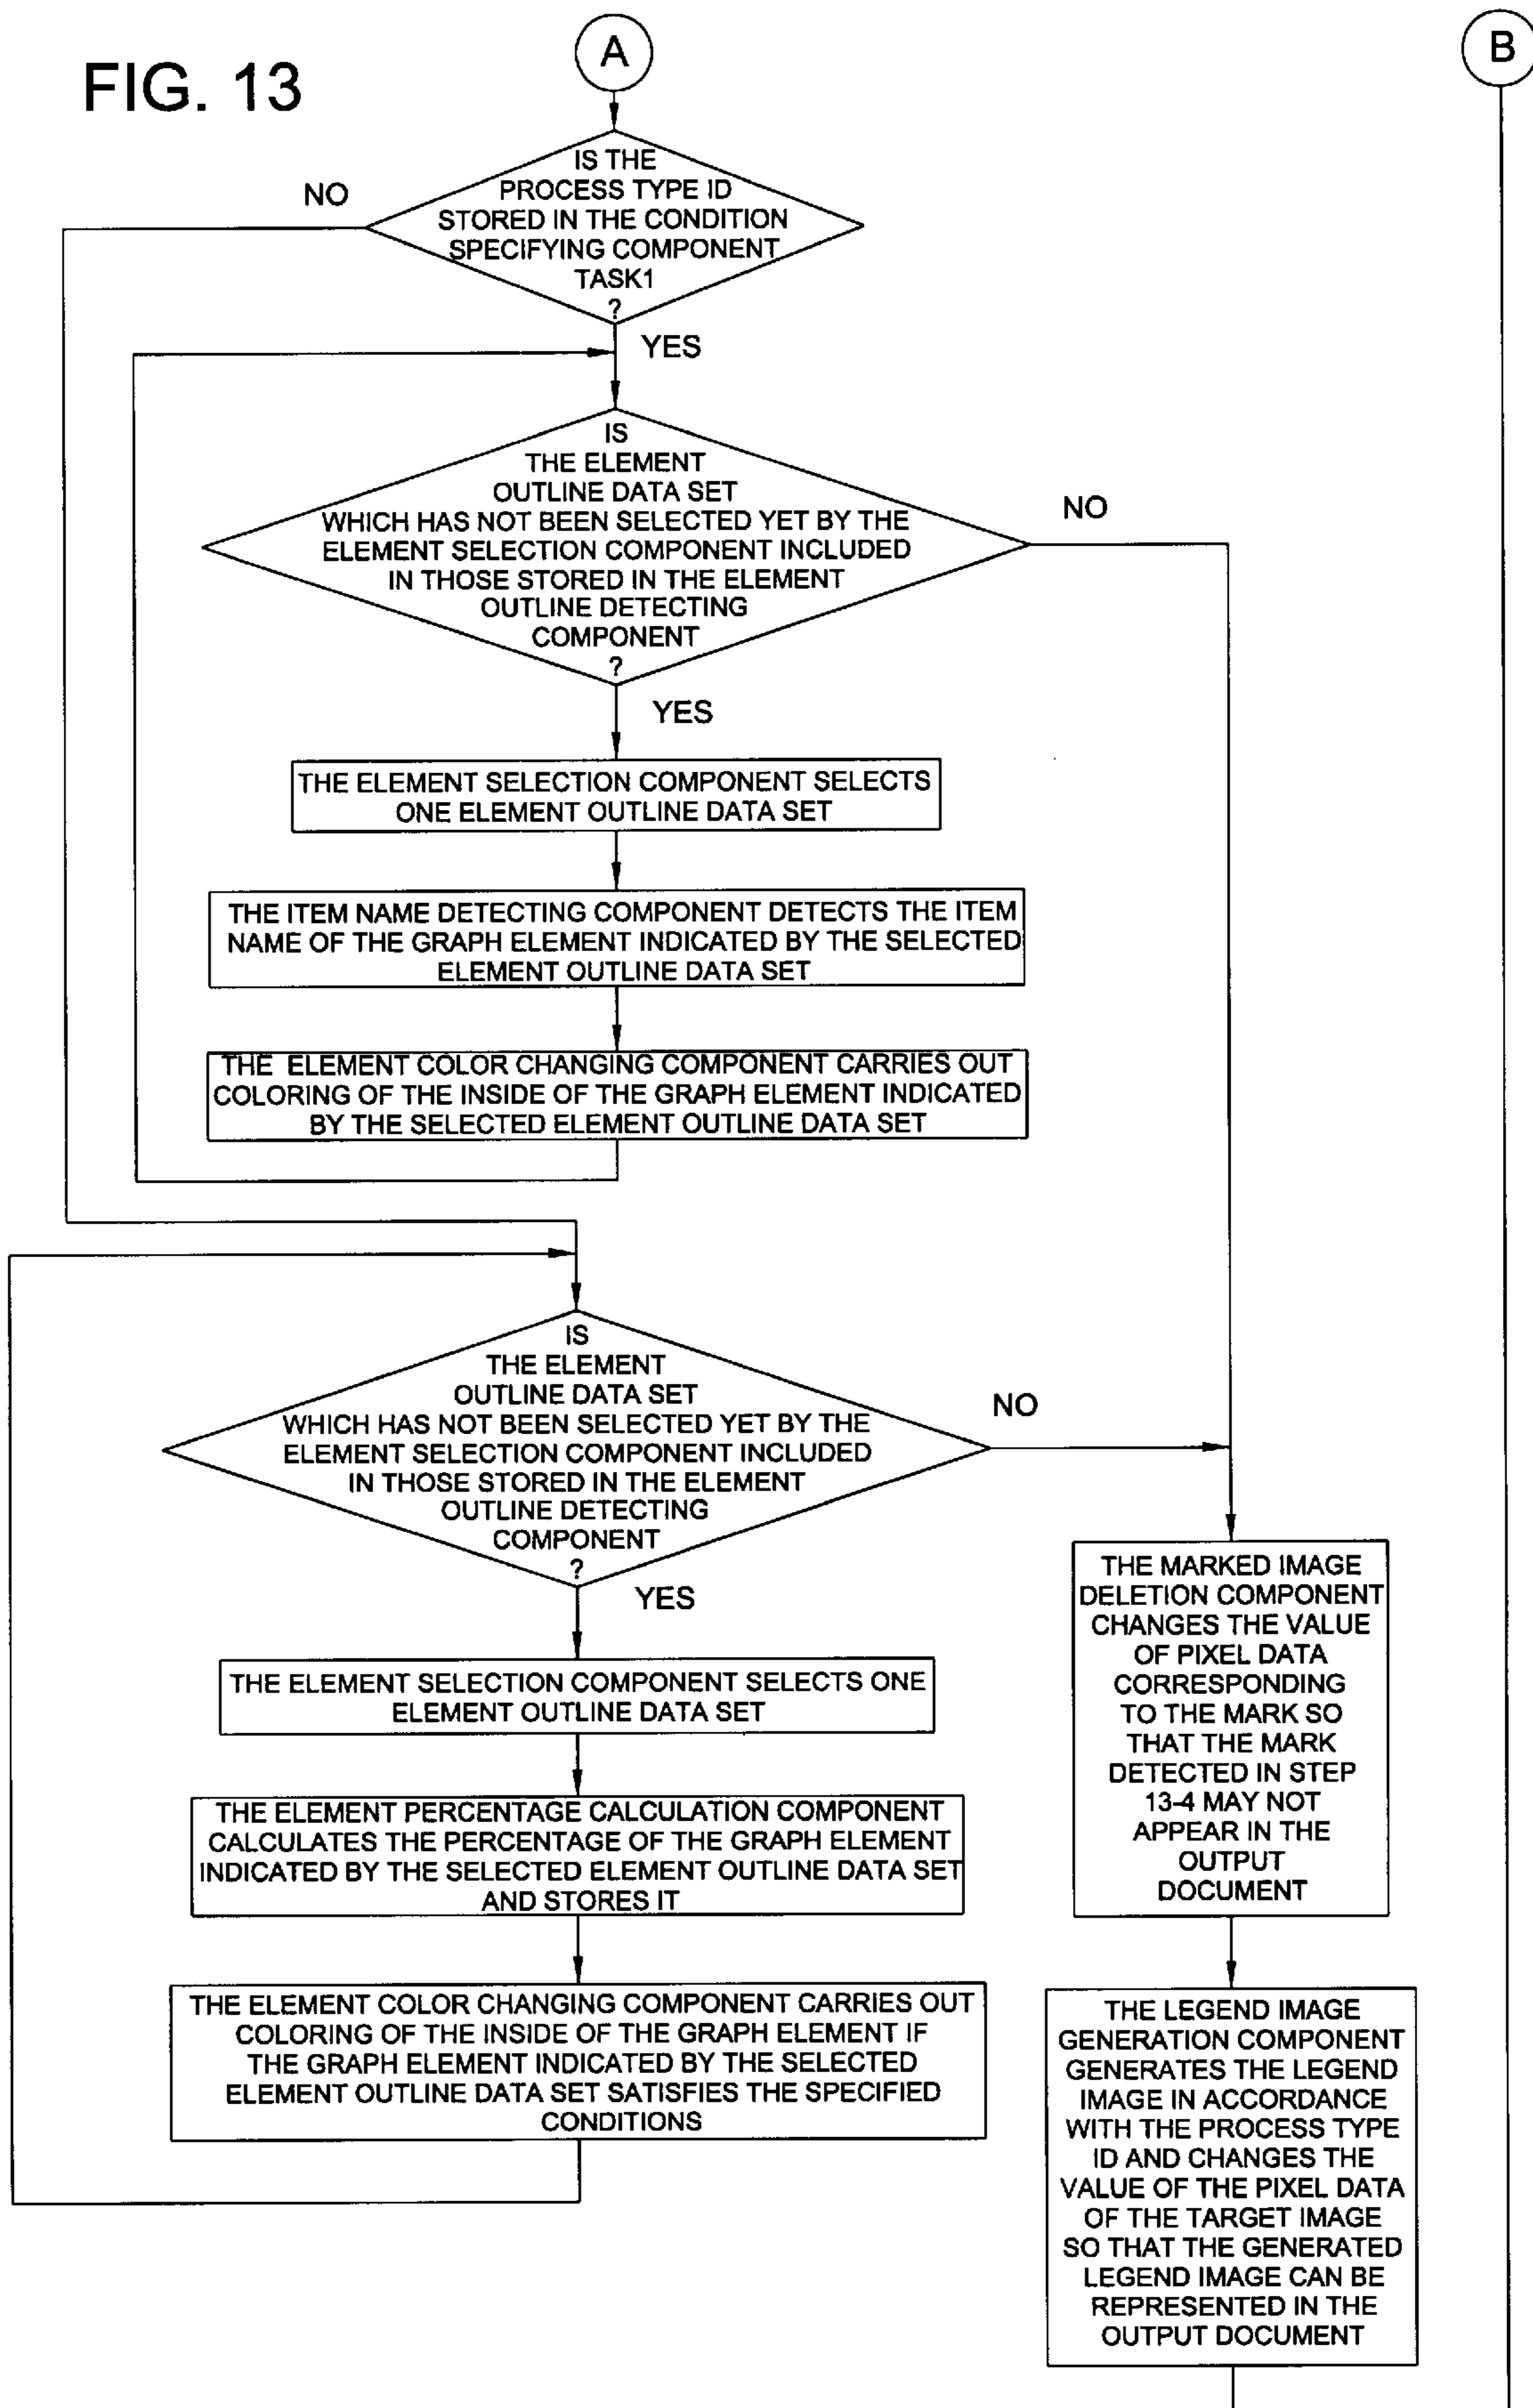 FIG. 13
A
B
IS THE
PROCESS TYPE ID
STORED IN THE CONDITION
SPECIFYING COMPONENT
TASK1
?
NO
YES
IS
THE ELEMENT
OUTLINE DATA SET
WHICH HAS NOT BEEN SELECTED YET BY THE
ELEMENT SELECTION COMPONENT INCLUDED
IN THOSE STORED IN THE ELEMENT
OUTLINE DETECTING
COMPONENT
?
NO
YES
THE ELEMENT SELECTION COMPONENT SELECTS
ONE ELEMENT OUTLINE DATA SET
THE ITEM NAME DETECTING COMPONENT DETECTS THE ITEM
NAME OF THE GRAPH ELEMENT INDICATED BY THE SELECTED
ELEMENT OUTLINE DATA SET
THE ELEMENT COLOR CHANGING COMPONENT CARRIES OUT
COLORING OF THE INSIDE OF THE GRAPH ELEMENT INDICATED
BY THE SELECTED ELEMENT OUTLINE DATA SET
IS
THE ELEMENT
OUTLINE DATA SET
WHICH HAS NOT BEEN SELECTED YET BY THE
ELEMENT SELECTION COMPONENT INCLUDED
IN THOSE STORED IN THE ELEMENT
OUTLINE DETECTING
COMPONENT
?
NO
YES
THE ELEMENT SELECTION COMPONENT SELECTS ONE
ELEMENT OUTLINE DATA SET
THE ELEMENT PERCENTAGE CALCULATION COMPONENT
CALCULATES THE PERCENTAGE OF THE GRAPH ELEMENT
INDICATED BY THE SELECTED ELEMENT OUTLINE DATA SET
AND STORES IT
THE ELEMENT COLOR CHANGING COMPONENT CARRIES OUT
COLORING OF THE INSIDE OF THE GRAPH ELEMENT IF
THE GRAPH ELEMENT INDICATED BY THE SELECTED
ELEMENT OUTLINE DATA SET SATISFIES THE SPECIFIED
CONDITIONS
THE MARKED IMAGE
DELETION COMPONENT
CHANGES THE VALUE
OF PIXEL DATA
CORRESPONDING
TO THE MARK SO
THAT THE MARK
DETECTED IN STEP
13-4 MAY NOT
APPEAR IN THE
OUTPUT
DOCUMENT
THE LEGEND IMAGE
GENERATION COMPONENT
GENERATES THE LEGEND
IMAGE IN ACCORDANCE
WITH THE PROCESS TYPE
ID AND CHANGES THE
VALUE OF THE PIXEL DATA
OF THE TARGET IMAGE
SO THAT THE GENERATED
LEGEND IMAGE CAN BE
REPRESENTED IN THE
OUTPUT DOCUMENT